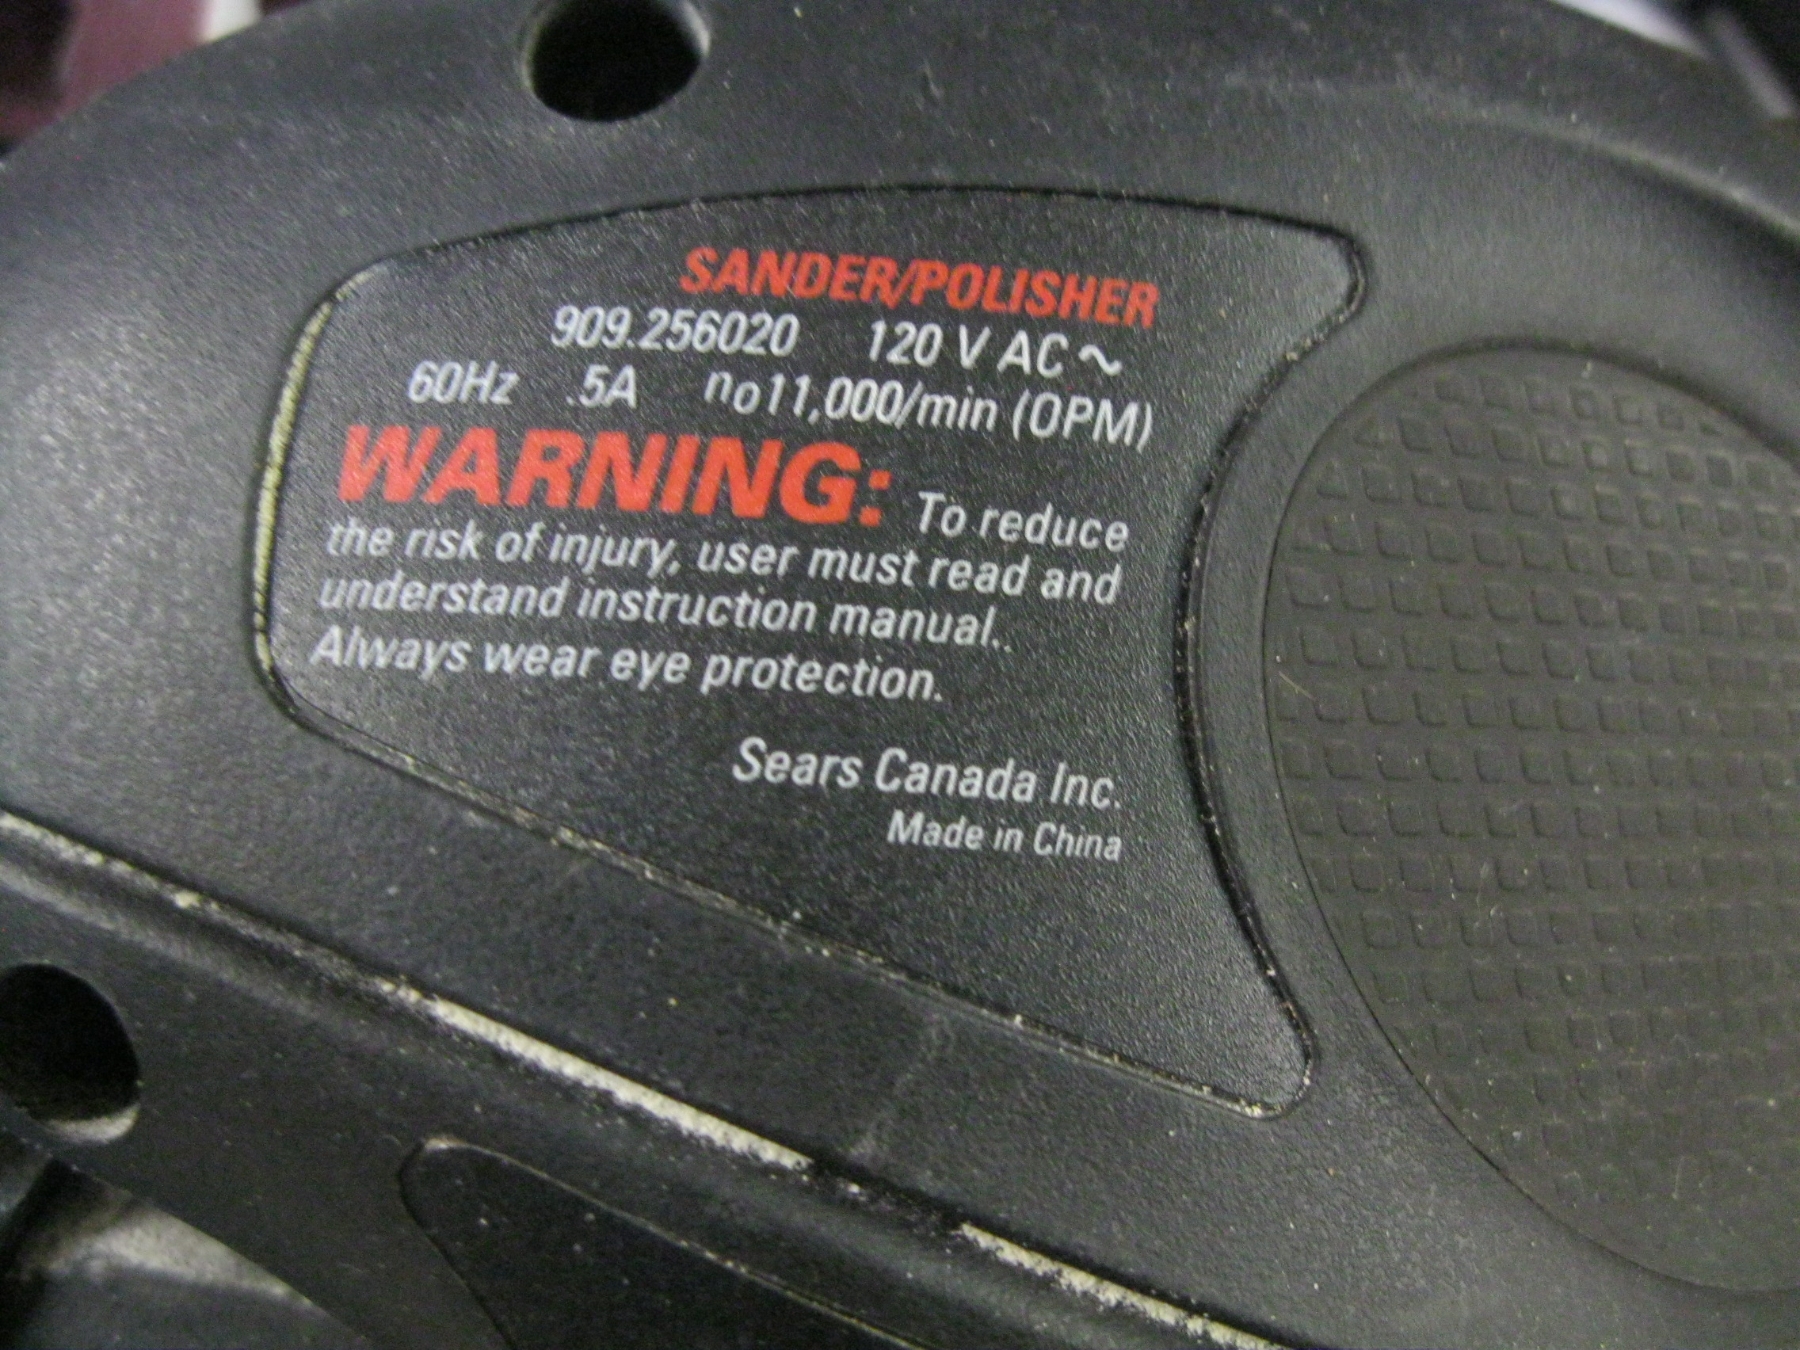 SANDER/POLISHER
909.256020 120 V AC ~
60Hz .5A no11,000/min (OPM)
WARNING: To reduce
the risk of injury, user must read and
understand instruction manual..
Always wear eye protection.
Sears Canada Inc.
Made in China